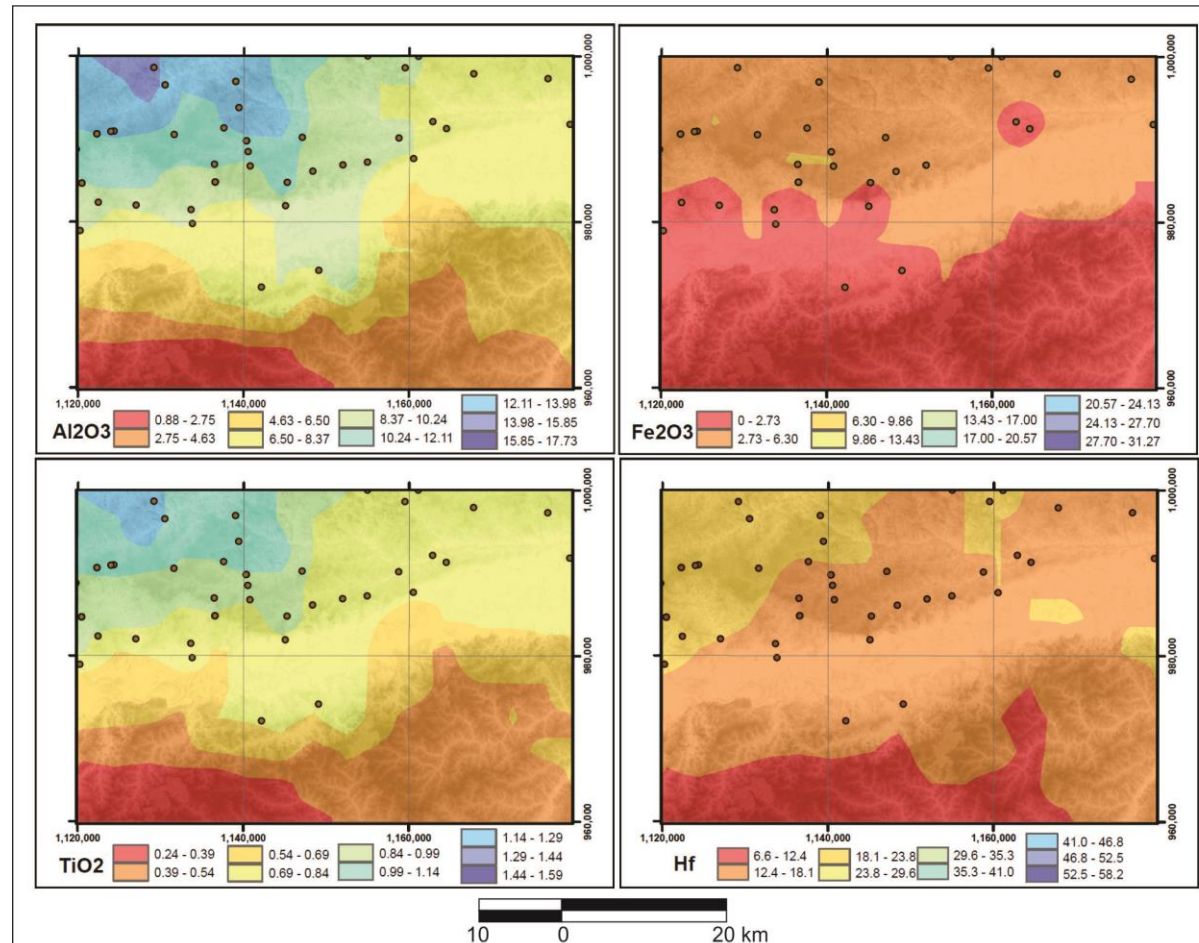 1,000,000
980,000
960,000
1,120,000 1,140,000 1,160,000
Al2O3
0.88 - 2.75 4.63 - 6.50 8.37 - 10.24 12.11 - 13.98
2.75 - 4.63 6.50 - 8.37 10.24 - 12.11 13.98 - 15.85
15.85 - 17.73
1,000,000
980,000
960,000
1,120,000 1,140,000 1,160,000
Fe2O3
0 - 2.73 6.30 - 9.86 13.43 - 17.00 20.57 - 24.13
2.73 - 6.30 9.86 - 13.43 17.00 - 20.57 24.13 - 27.70
27.70 - 31.27
1,000,000
980,000
960,000
1,120,000 1,140,000 1,160,000
TiO2
0.24 - 0.39 0.54 - 0.69 0.84 - 0.99 1.14 - 1.29
0.39 - 0.54 0.69 - 0.84 0.99 - 1.14 1.29 - 1.44
1.44 - 1.59
1,000,000
980,000
960,000
1,120,000 1,140,000 1,160,000
Hf
6.6 - 12.4 18.1 - 23.8 29.6 - 35.3 41.0 - 46.8
12.4 - 18.1 23.8 - 29.6 35.3 - 41.0 46.8 - 52.5
52.5 - 58.2
10 0 20 km